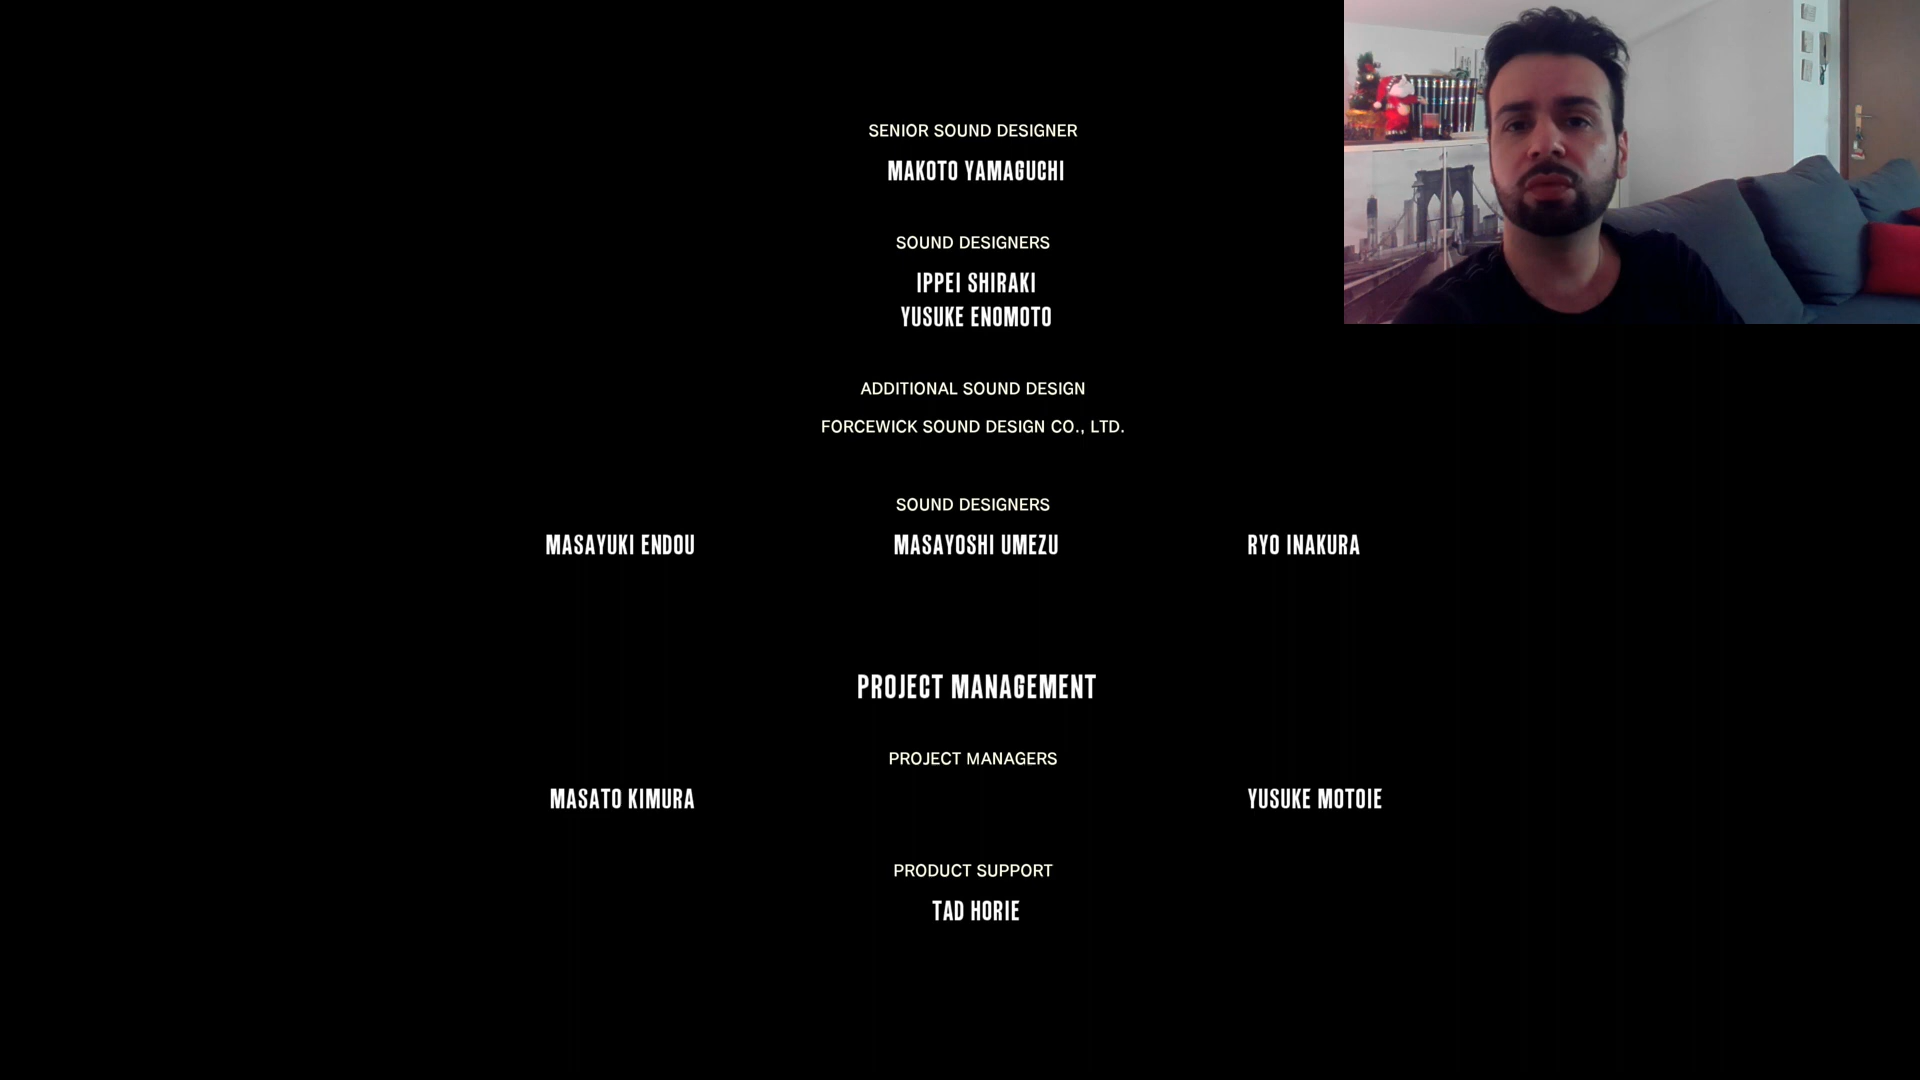 SENIOR SOUND DESIGNER
MAKOTO YAMAGUCHI
SOUND DESIGNERS
IPPEI SHIRAKI
YUSUKE ENOMOTO
ADDITIONAL SOUND DESIGN
FORCEWICK SOUND DESIGN CO., LTD.
SOUND DESIGNERS
MASAYUKI ENDOU MASAYOSHI UMEZU RYO INAKURA
PROJECT MANAGEMENT
PROJECT MANAGERS
MASATO KIMURA YUSUKE MOTOIE
PRODUCT SUPPORT
TAD HORIE